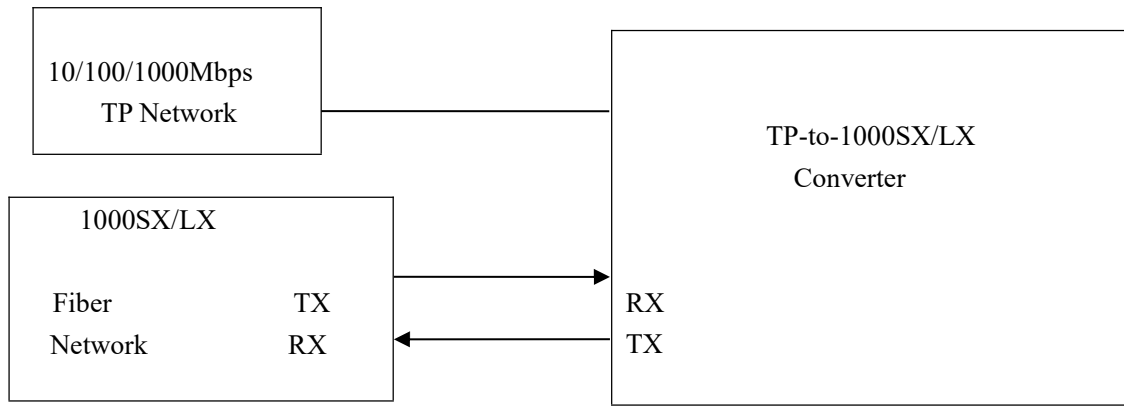 10/100/1000Mbps
TP Network
TP-to-1000SX/LX
Converter
1000SX/LX
Fiber TX
Network RX
RX
TX